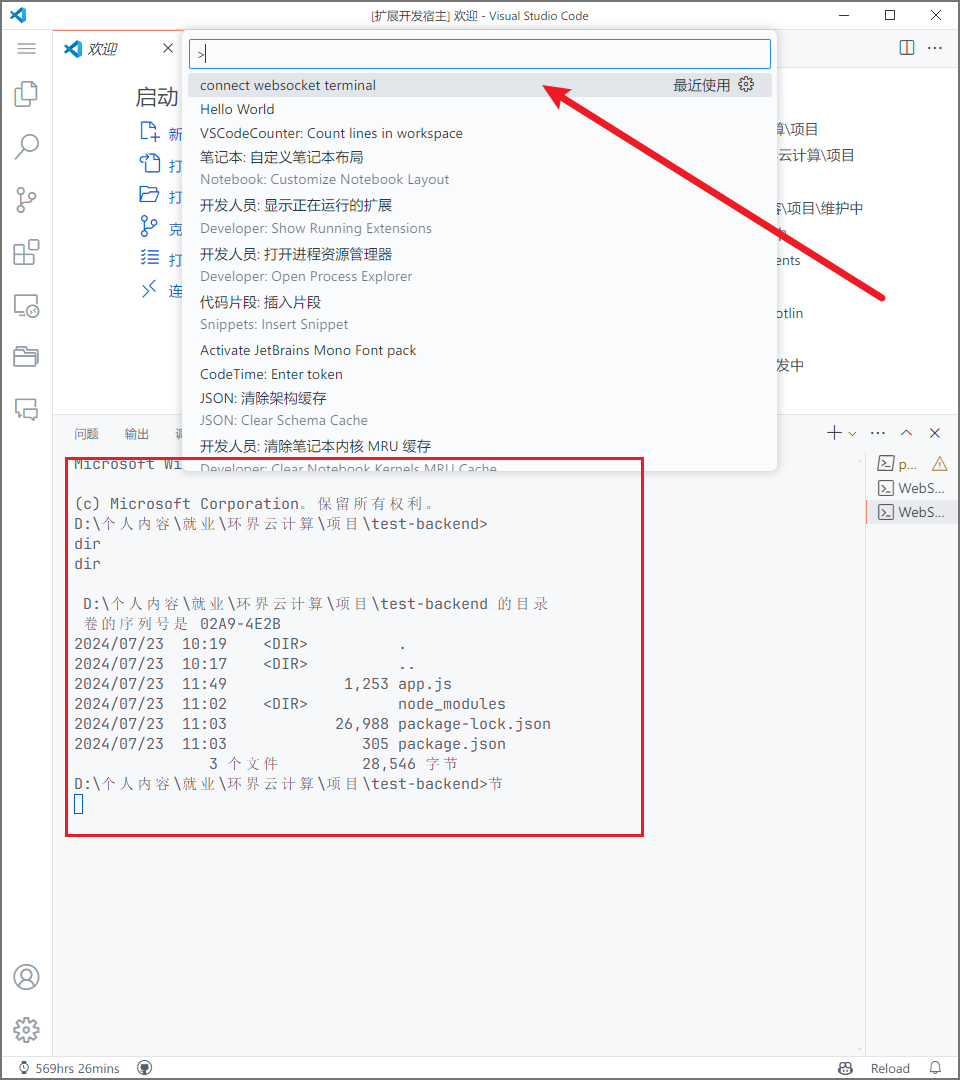 [扩展开发宿主] 欢迎 - Visual Studio Code
欢迎
>
connect websocket terminal 最近使用
Hello World
VSCodeCounter: Count lines in workspace
笔记本: 自定义笔记本布局
Notebook: Customize Notebook Layout
开发人员: 显示正在运行的扩展
Developer: Show Running Extensions
开发人员: 打开进程资源管理器
Developer: Open Process Explorer
代码片段: 插入片段
Snippets: Insert Snippet
Activate JetBrains Mono Font pack
CodeTime: Enter token
JSON: 清除架构缓存
JSON: Clear Schema Cache
开发人员: 清除笔记本内核 MRU 缓存
Developer: Clear Notebook Kernels MRU Cache
启动
新
打
打
克
打
连
算\项目
云计算\项目
\项目\维护中
ents
otlin
发中
问题 输出
Microsoft Wi
(c) Microsoft Corporation。保留所有权利。
D:\个人内容\就业\环界云计算\项目\test-backend>
dir
dir
D:\个人内容\就业\环界云计算\项目\test-backend 的目录
卷的序列号是 02A9-4E2B
2024/07/23 10:19 <DIR> .
2024/07/23 10:17 <DIR> ..
2024/07/23 11:49 1,253 app.js
2024/07/23 11:02 <DIR> node_modules
2024/07/23 11:03 26,988 package-lock.json
2024/07/23 11:03 305 package.json
3 个文件 28,546 字节
D:\个人内容\就业\环界云计算\项目\test-backend>节
p...
WebS...
WebS...
569hrs 26mins
Reload